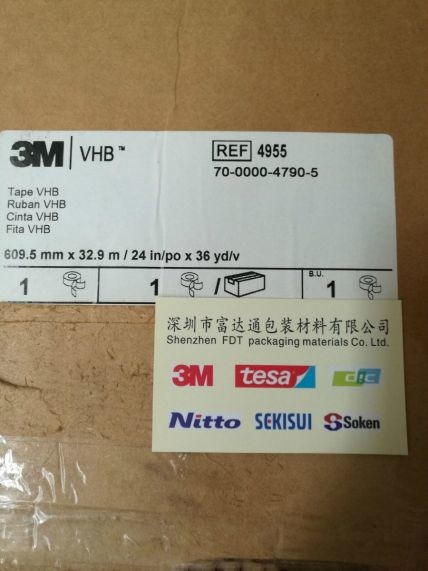 3M VHB™
REF 4955
70-0000-4790-5
Tape VHB
Ruban VHB
Cinta VHB
Fita VHB
609.5 mm x 32.9 m / 24 in/po x 36 yd/v
1 1 / B.U. 1
深圳市富达通包装材料有限公司
Shenzhen FDT packaging materials Co. Ltd.
3M tesa dic
Nitto SEKISUI Soken